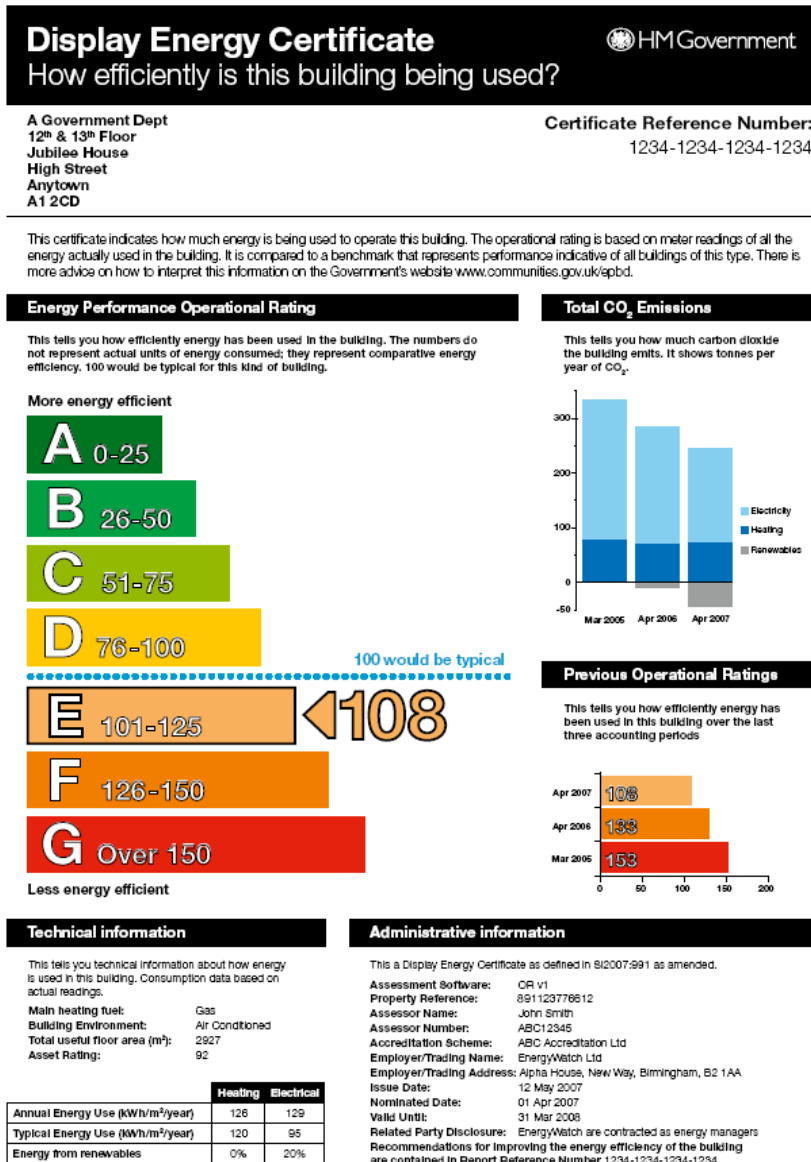 Display Energy Certificate
HM Government
How efficiently is this building being used?
A Government Dept
12th & 13th Floor
Jubilee House
High Street
Anytown
A1 2CD
Certificate Reference Number:
1234-1234-1234-1234
This certificate indicates how much energy is being used to operate this building. The operational rating is based on meter readings of all the
energy actually used in the building. It is compared to a benchmark that represents performance indicative of all buildings of this type. There is
more advice on how to interpret this information on the Government's website www.communities.gov.uk/epbd.
Energy Performance Operational Rating
This tells you how efficiently energy has been used in the building. The numbers do
not represent actual units of energy consumed; they represent comparative energy
efficiency. 100 would be typical for this kind of building.
More energy efficient
A 0-25
B 26-50
C 51-75
D 76-100
100 would be typical
E 101-125
108
F 126-150
G Over 150
Less energy efficient
Total CO2 Emissions
This tells you how much carbon dioxide
the building emits. It shows tonnes per
year of CO2.
300
200
100
0
-50
Electricity
Heating
Renewables
Mar 2005 Apr 2006 Apr 2007
Previous Operational Ratings
This tells you how efficiently energy has
been used in this building over the last
three accounting periods
Apr 2007 108
Apr 2006 133
Mar 2005 153
0 50 100 150 200
Technical information
This tells you technical information about how energy
is used in this building. Consumption data based on
actual readings.
Main heating fuel: Gas
Building Environment: Air Conditioned
Total useful floor area (m²): 2927
Asset Rating: 92
Heating Electrical
Annual Energy Use (kWh/m²/year) 126 129
Typical Energy Use (kWh/m²/year) 120 95
Energy from renewables 0% 20%
Administrative information
This a Display Energy Certificate as defined in SI2007:991 as amended.
Assessment Software: OR v1
Property Reference: 891123776612
Assessor Name: John Smith
Assessor Number: ABC12345
Accreditation Scheme: ABC Accreditation Ltd
Employer/Trading Name: EnergyWatch Ltd
Employer/Trading Address: Alpha House, New Way, Birmingham, B2 1AA
Issue Date: 12 May 2007
Nominated Date: 01 Apr 2007
Valid Until: 31 Mar 2008
Related Party Disclosure: EnergyWatch are contracted as energy managers
Recommendations for improving the energy efficiency of the building
are contained in Report Reference Number 1234-1234-1234-1234